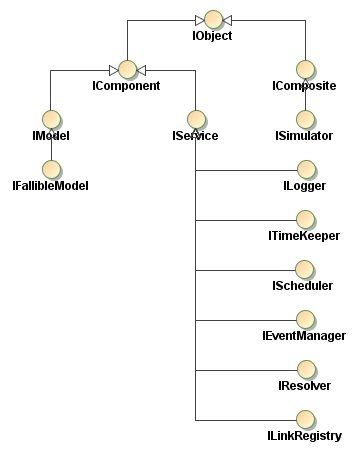 IObject
IComponent
IComposite
IModel
IService
ISimulator
IFallibleModel
ILogger
ITimeKeeper
IScheduler
IEventManager
IResolver
ILinkRegistry